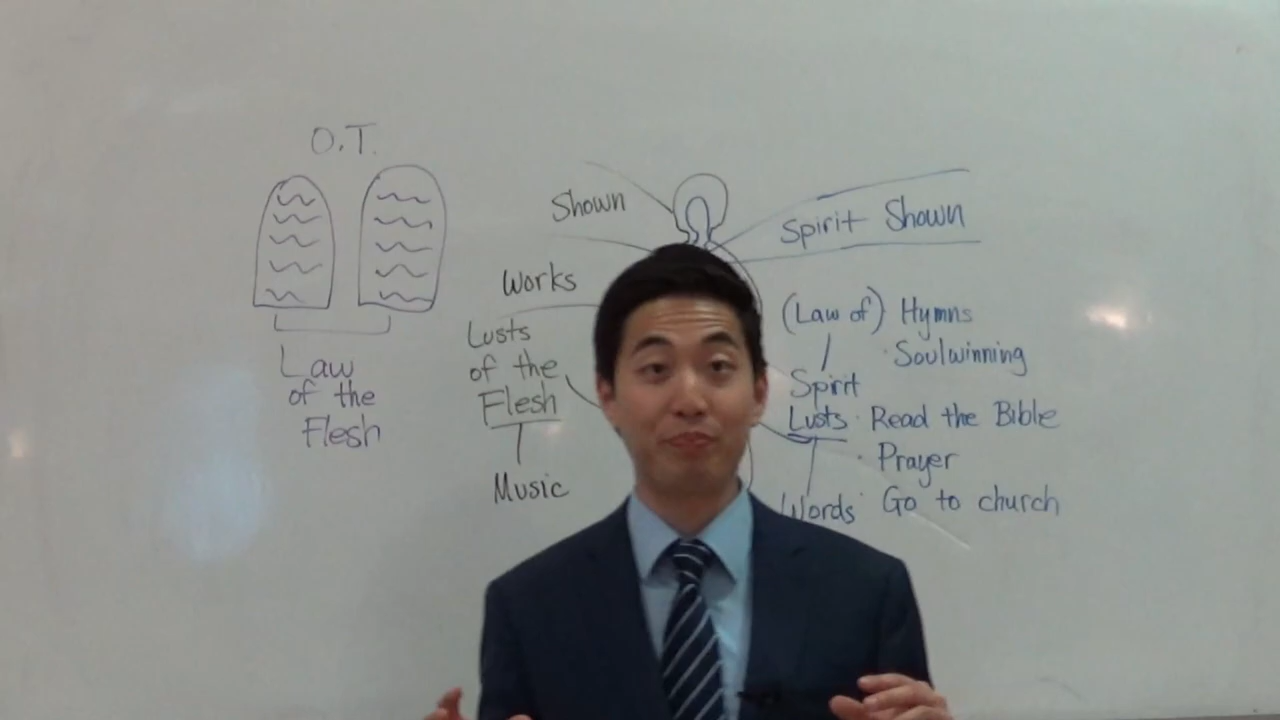 O.T.
Law
of the
Flesh
Shown
Works
Lusts
of the
Flesh
Music
Spirit Shown
(Law of) Hymns
· Soulwinning
Spirit
Lusts · Read the Bible
· Prayer
Words · Go to church